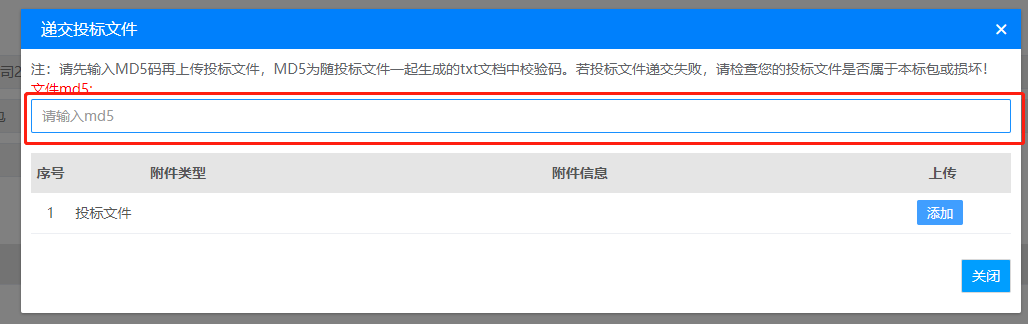 递交投标文件
司2
注：请先输入MD5码再上传投标文件，MD5为随投标文件一起生成的txt文档中校验码。若投标文件递交失败，请检查您的投标文件是否属于本标包或损坏！
文件md5:
请输入md5
序号 附件类型 附件信息 上传
1 投标文件 添加
关闭